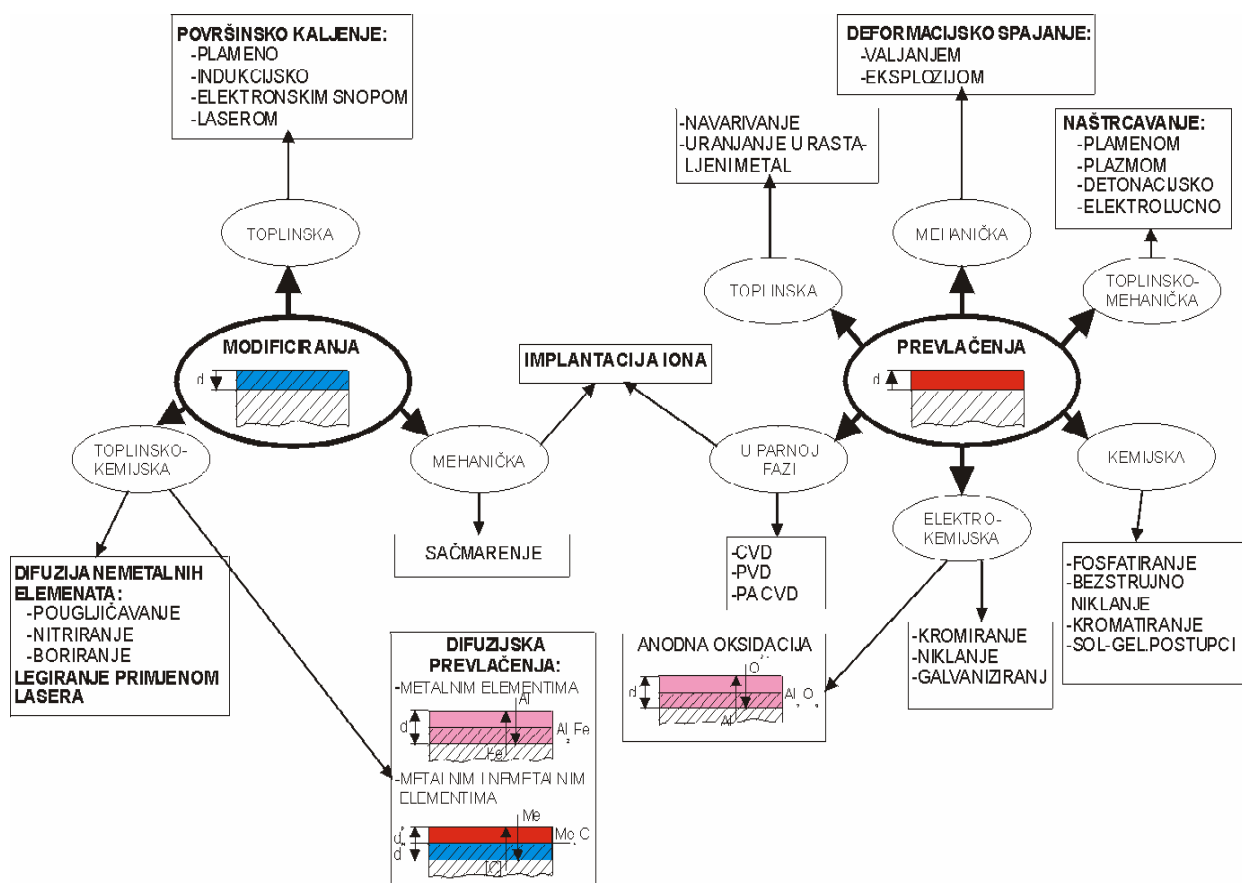 POVRŠINSKO KALJENJE:
-PLAMENO
-INDUKCIJSKO
-ELEKTRONSKIM SNOPOM
-LASEROM
DEFORMACIJSKO SPAJANJE:
-VALJANJEM
-EKSPLOZIJOM
-NAVARIVANJE
-URANJANJE U RASTA-
LJENI METAL
NAŠTRCAVANJE:
-PLAMENOM
-PLAZMOM
-DETONACIJSKO
-ELEKTROLUCNO
TOPLINSKA
MEHANIČKA
TOPLINSKA
TOPLINSKO-
MEHANIČKA
MODIFICIRANJA
d
IMPLANTACIJA IONA
PREVLAČENJA
d
TOPLINSKO-
KEMIJSKA
MEHANIČKA
U PARNOJ
FAZI
KEMIJSKA
ELEKTRO-
KEMIJSKA
SAČMARENJE
-CVD
-PVD
-PA CVD
-FOSFATIRANJE
-BEZSTRUJNO
NIKLANJE
-KROMATIRANJE
-SOL-GEL.POSTUPCI
DIFUZIJA NEMETALNIH
ELEMENATA:
-POUGLJIČAVANJE
-NITRIRANJE
-BORIRANJE
LEGIRANJE PRIMJENOM
LASERA
-KROMIRANJE
-NIKLANJE
-GALVANIZIRANJ
DIFUZIJSKA
PREVLAČENJA:
-METALNIM ELEMENTIMA
Al
d
Fe
-METALNIM I NEMETALNIM
ELEMENTIMA
Me
d
d
[C]
ANODNA OKSIDACIJA
O
d
Al